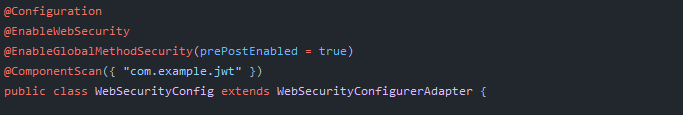 @Configuration
@EnableWebSecurity
@EnableGlobalMethodSecurity(prePostEnabled = true)
@ComponentScan({ "com.example.jwt" })
public class WebSecurityConfig extends WebSecurityConfigurerAdapter {